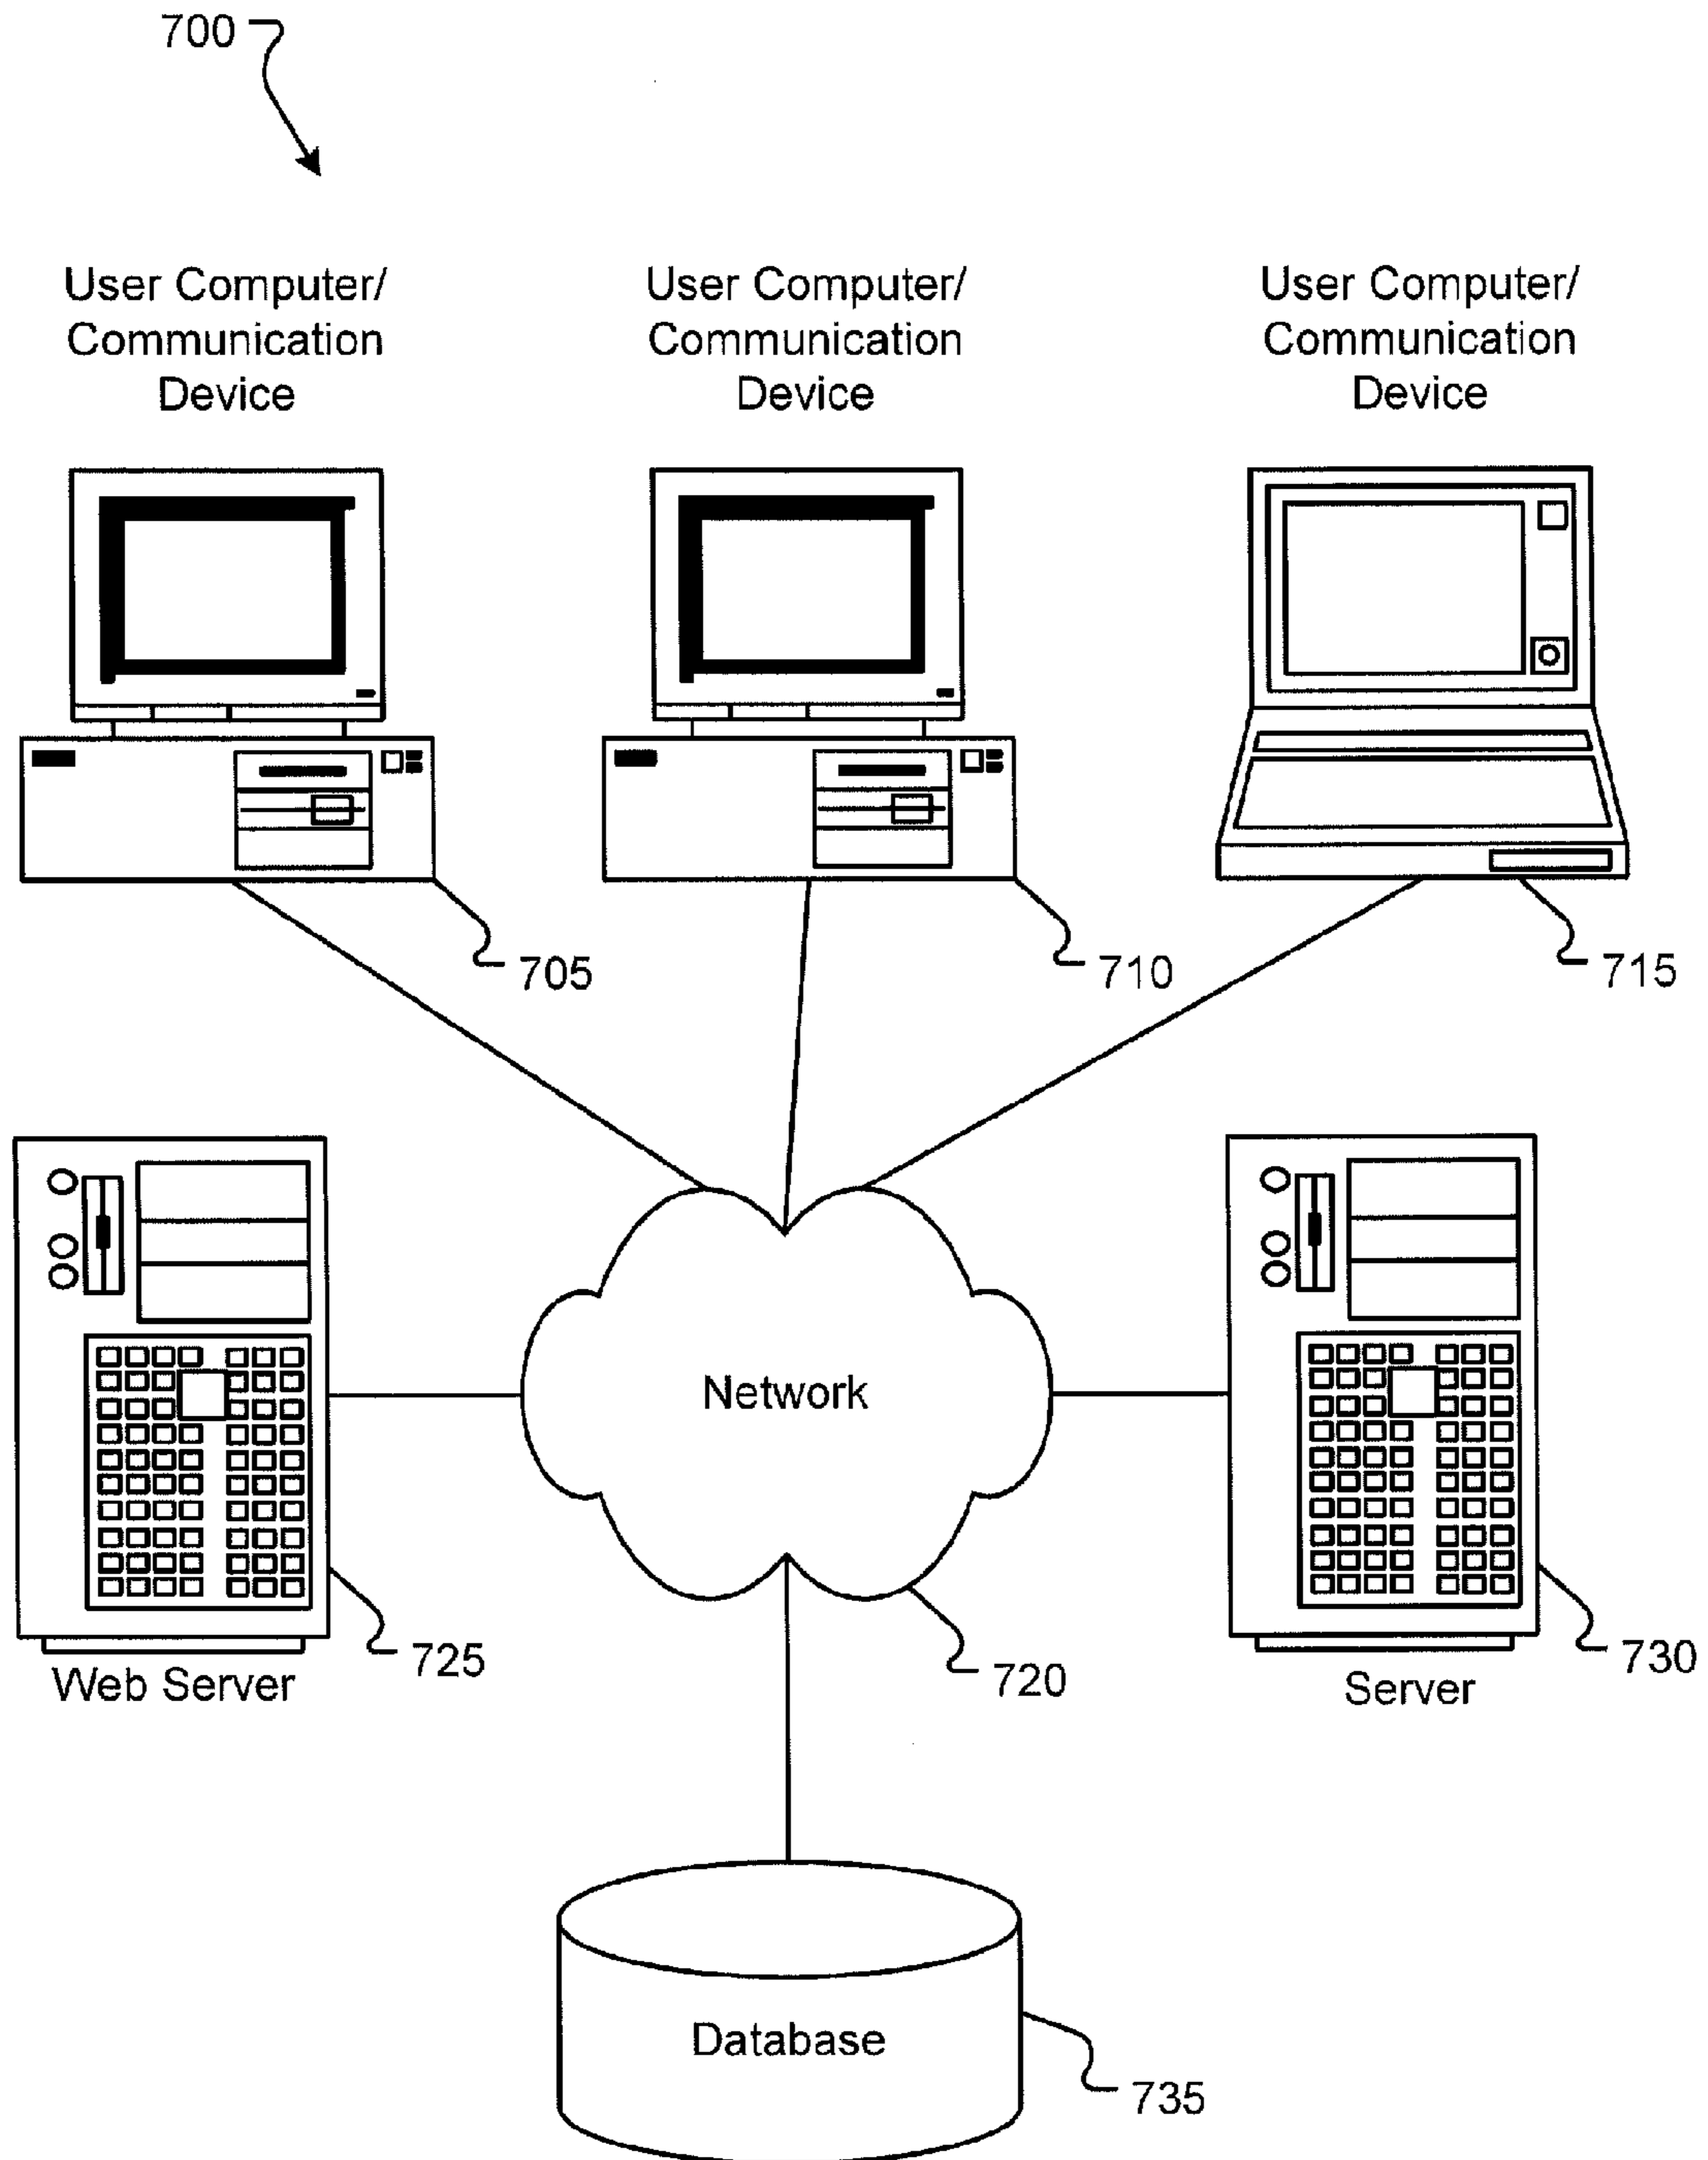 700
User Computer/
Communication
Device
User Computer/
Communication
Device
User Computer/
Communication
Device
705
710
715
Network
725
Web Server
720
730
Server
Database
735